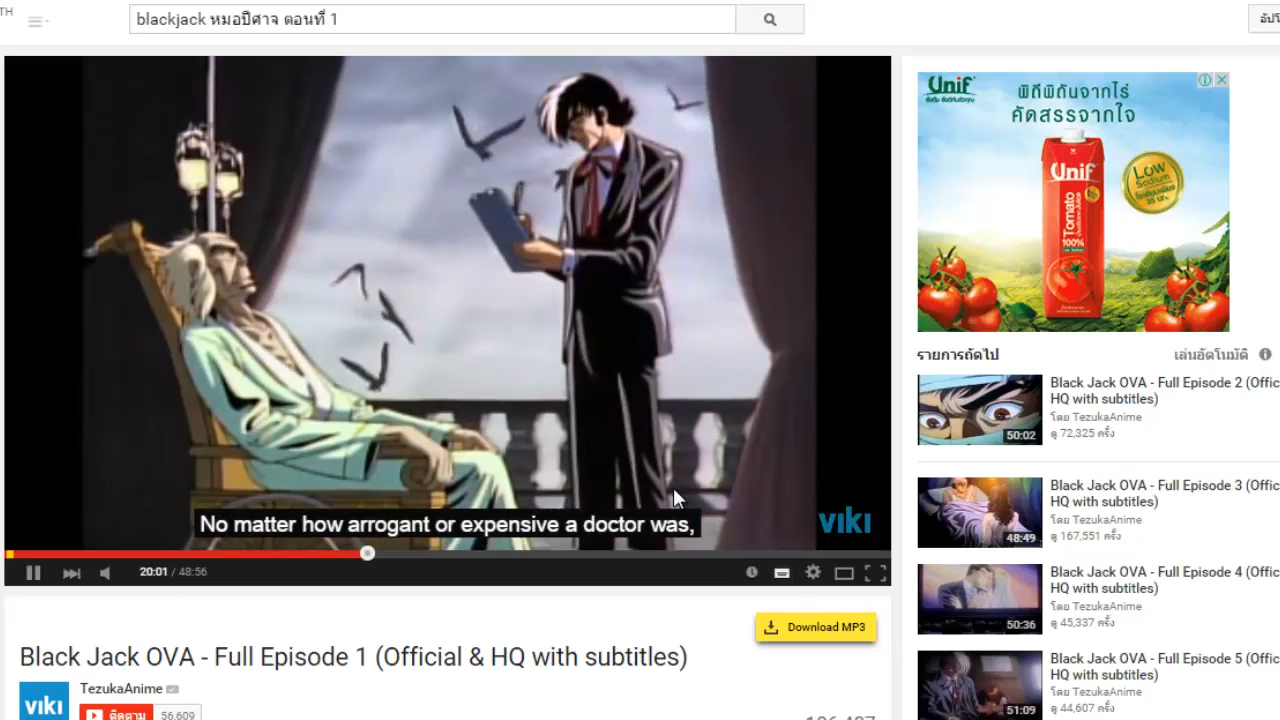 TH
blackjack หมอปีศาจ ตอนที่ 1
No matter how arrogant or expensive a doctor was,
viki
20:01 / 48:56
Download MP3
Black Jack OVA - Full Episode 1 (Official & HQ with subtitles)
viki
TezukaAnime
ติดตาม 56,609
Unif
พิถีพิถันจากไร่
คัดสรรจากใจ
Unif
Tomato
100%
LOW
Sodium
รายการถัดไป
เล่นอัตโนมัติ
Black Jack OVA - Full Episode 2 (Offic
HQ with subtitles)
โดย TezukaAnime
ดู 72,325 ครั้ง
50:02
Black Jack OVA - Full Episode 3 (Offic
HQ with subtitles)
โดย TezukaAnime
ดู 167,551 ครั้ง
48:49
Black Jack OVA - Full Episode 4 (Offic
HQ with subtitles)
โดย TezukaAnime
ดู 45,337 ครั้ง
50:36
Black Jack OVA - Full Episode 5 (Offic
HQ with subtitles)
โดย TezukaAnime
ดู 44,607 ครั้ง
51:09